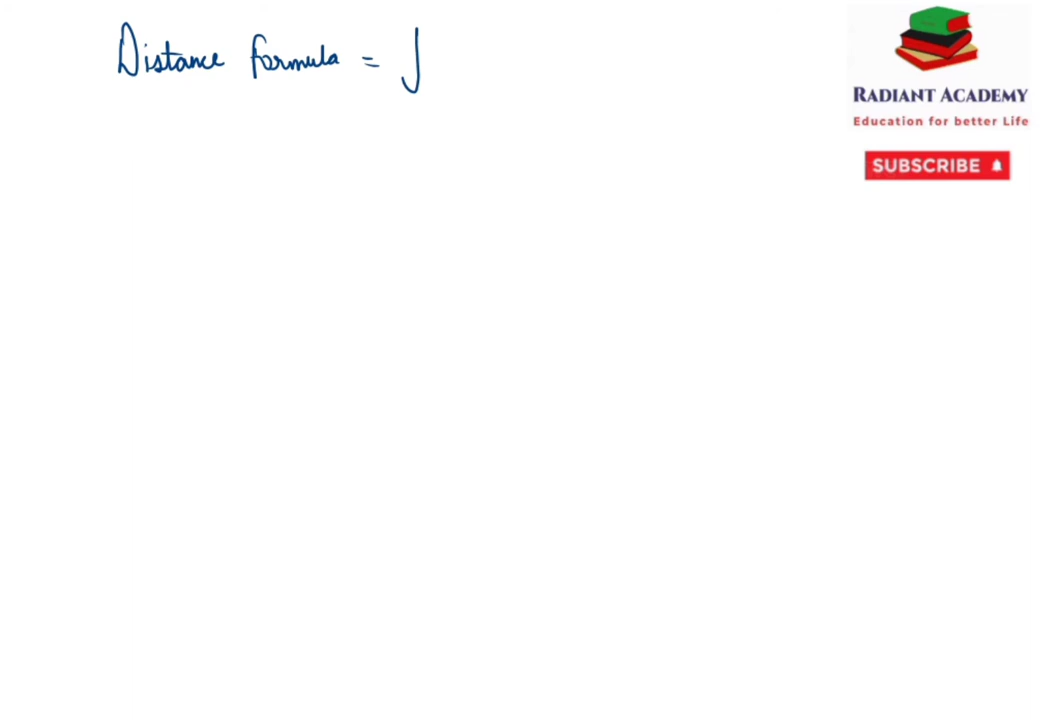 Distance formula = √
RADIANT ACADEMY
Education for better Life
SUBSCRIBE